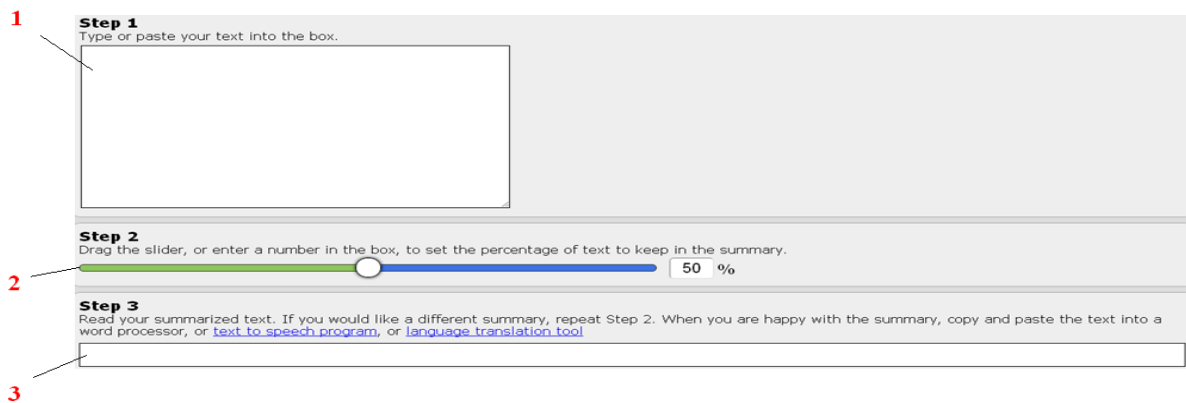 1
Step 1
Type or paste your text into the box.
Step 2
Drag the slider, or enter a number in the box, to set the percentage of text to keep in the summary.
2
50 %
Step 3
Read your summarized text. If you would like a different summary, repeat Step 2. When you are happy with the summary, copy and paste the text into a
word processor, or text to speech program, or language translation tool
3